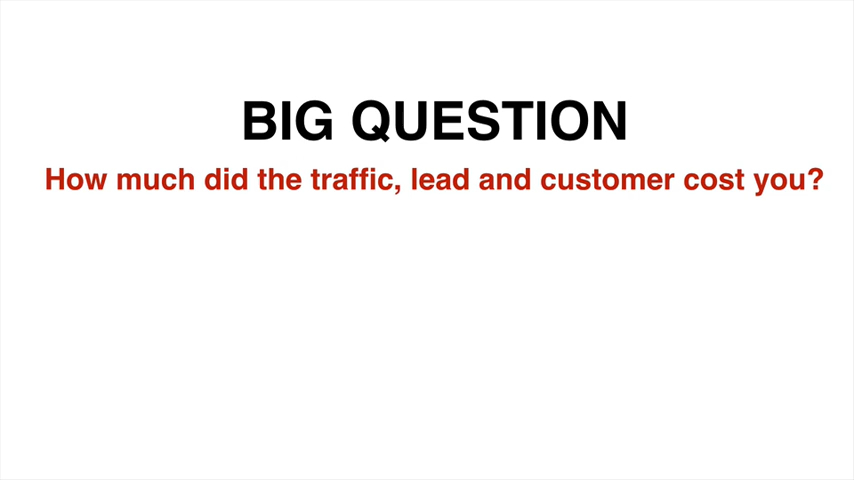 BIG QUESTION
How much did the traffic, lead and customer cost you?